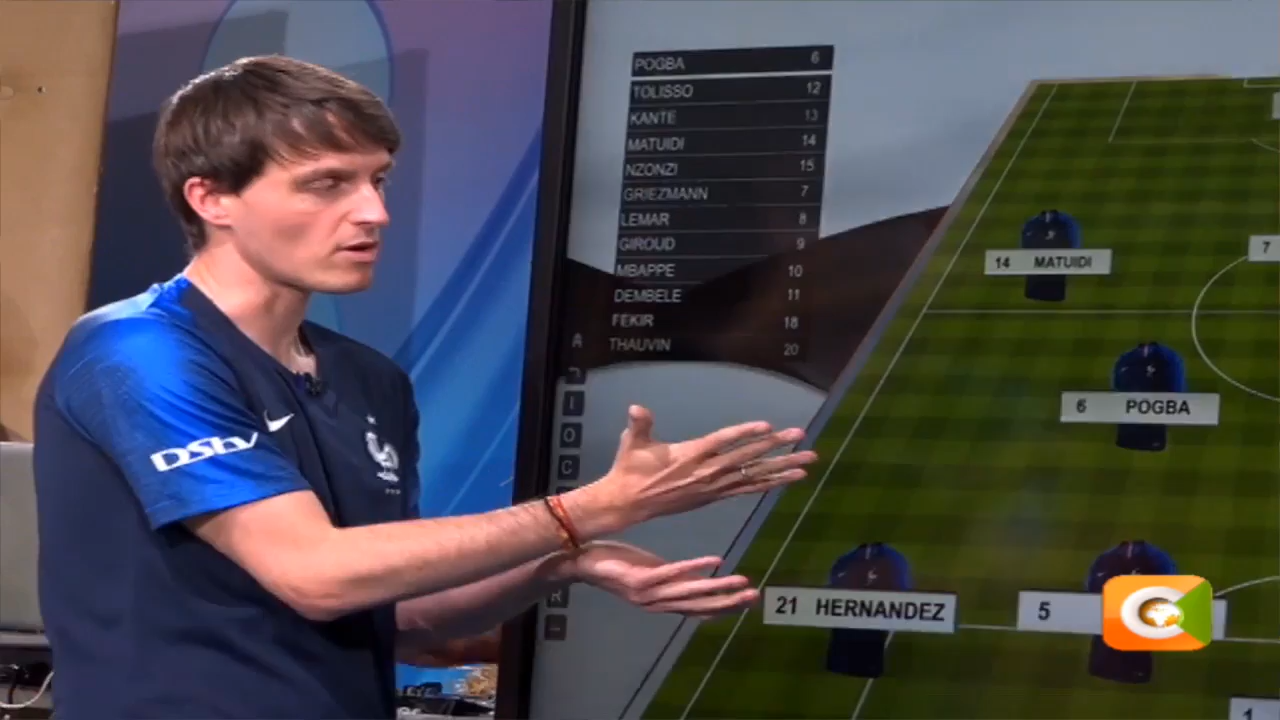 POGBA 6
TOLISSO 12
KANTE 13
MATUIDI 14
NZONZI 15
GRIEZMANN 7
LEMAR 8
GIROUD 9
MBAPPE 10
DEMBELE 11
FEKIR 18
THAUVIN 20
14 MATUIDI
7
6 POGBA
DStv
21 HERNANDEZ
5
1
A
J
I
O
C
R